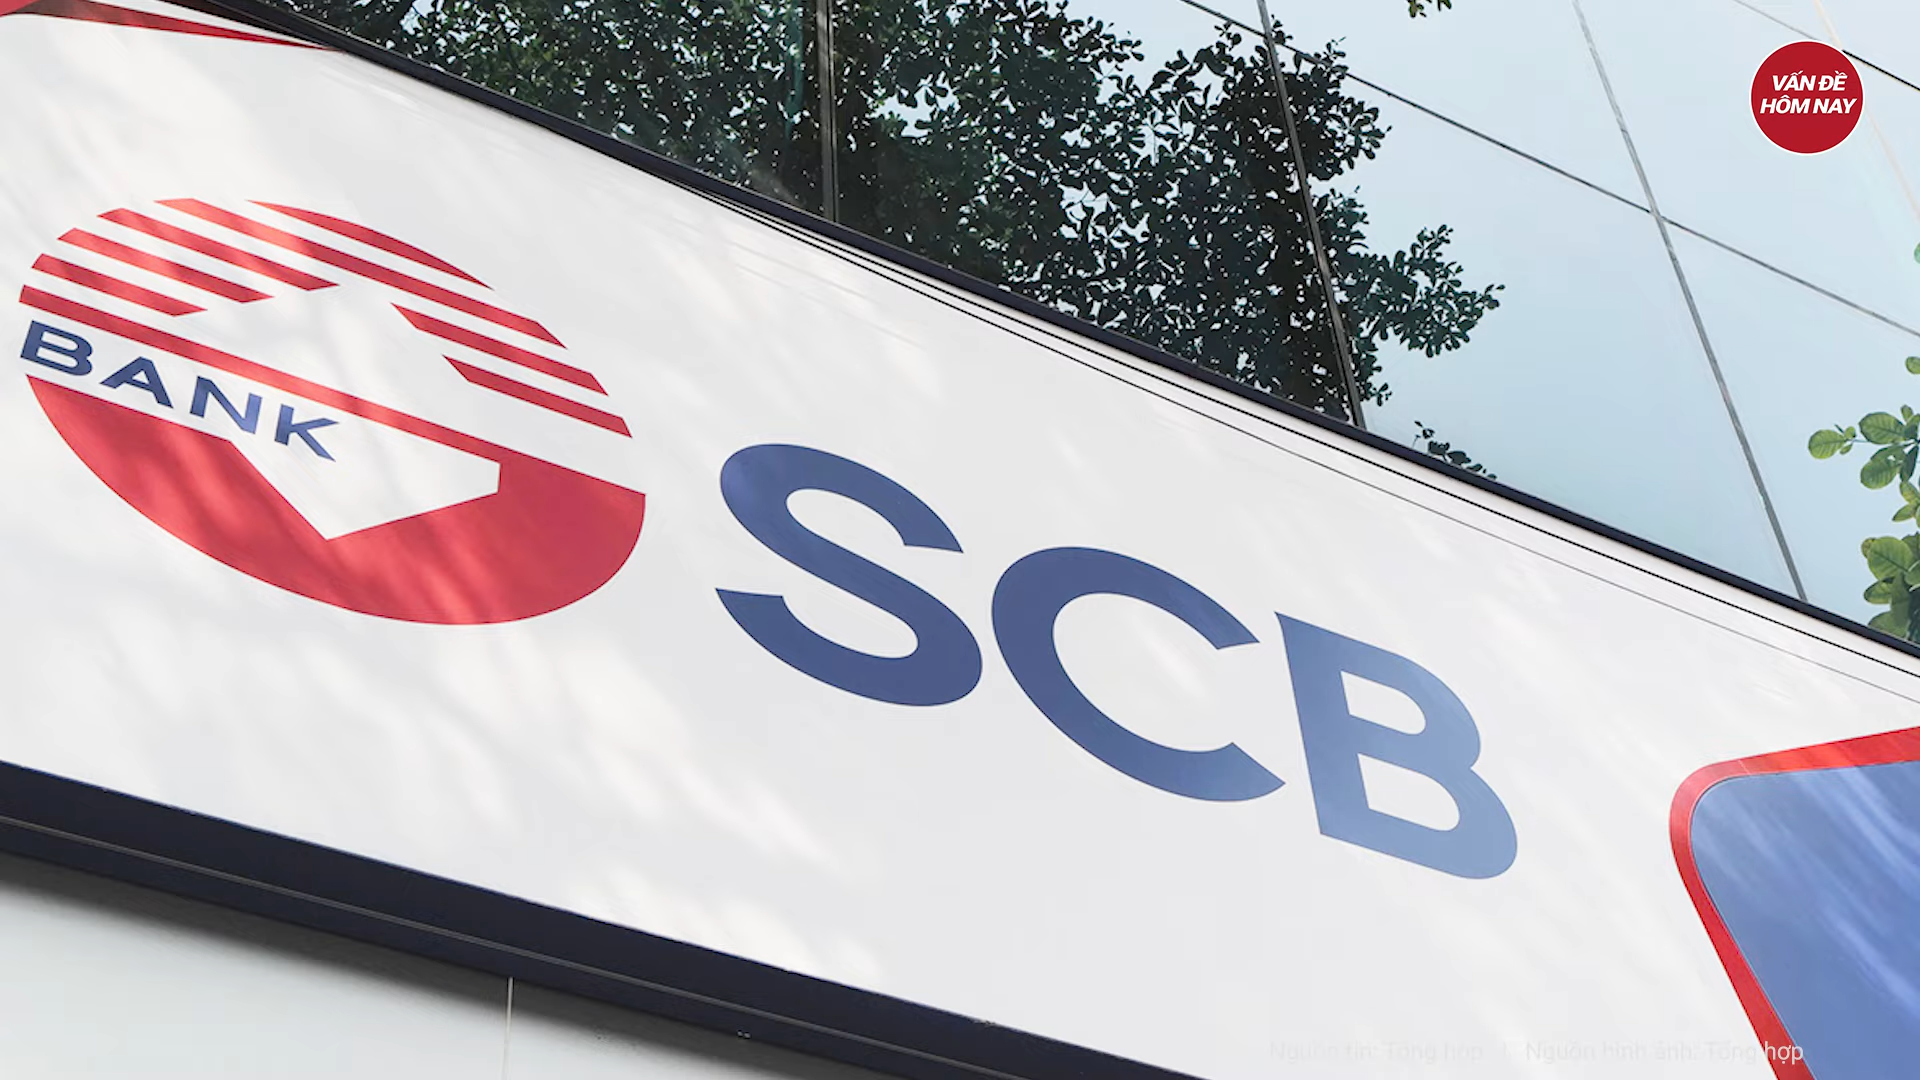 VẤN ĐỀ
HÔM NAY
BANK
SCB
Nguồn tin: Tổng hợp | Nguồn hình ảnh: Tổng hợp